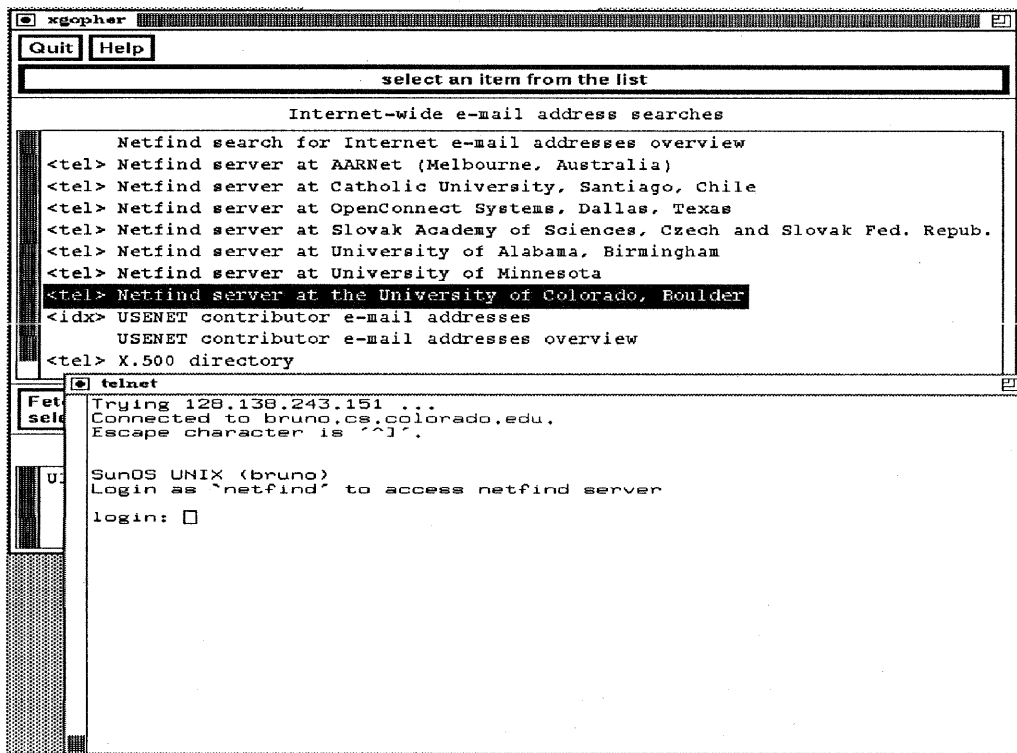 xgopher
Quit Help
select an item from the list
Internet-wide e-mail address searches
Netfind search for Internet e-mail addresses overview
<tel> Netfind server at AARNet (Melbourne, Australia)
<tel> Netfind server at Catholic University, Santiago, Chile
<tel> Netfind server at OpenConnect Systems, Dallas, Texas
<tel> Netfind server at Slovak Academy of Sciences, Czech and Slovak Fed. Repub.
<tel> Netfind server at University of Alabama, Birmingham
<tel> Netfind server at University of Minnesota
<tel> Netfind server at the University of Colorado, Boulder
<idx> USENET contributor e-mail addresses
USENET contributor e-mail addresses overview
<tel> X.500 directory
telnet
Trying 128.138.243.151 ...
Connected to bruno.cs.colorado.edu.
Escape character is '^]'.
SunOS UNIX (bruno)
Login as `netfind' to access netfind server
login: